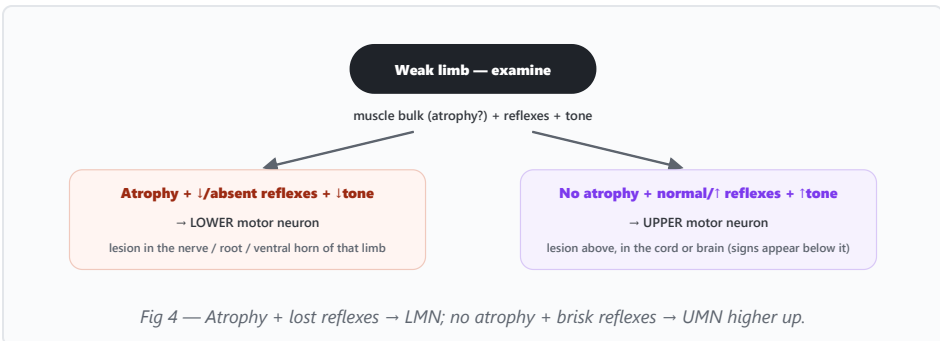 Weak limb — examine
muscle bulk (atrophy?) + reflexes + tone
Atrophy + ↓/absent reflexes + ↓tone
→ LOWER motor neuron
lesion in the nerve / root / ventral horn of that limb
No atrophy + normal/↑ reflexes + ↑tone
→ UPPER motor neuron
lesion above, in the cord or brain (signs appear below it)
Fig 4 — Atrophy + lost reflexes → LMN; no atrophy + brisk reflexes → UMN higher up.